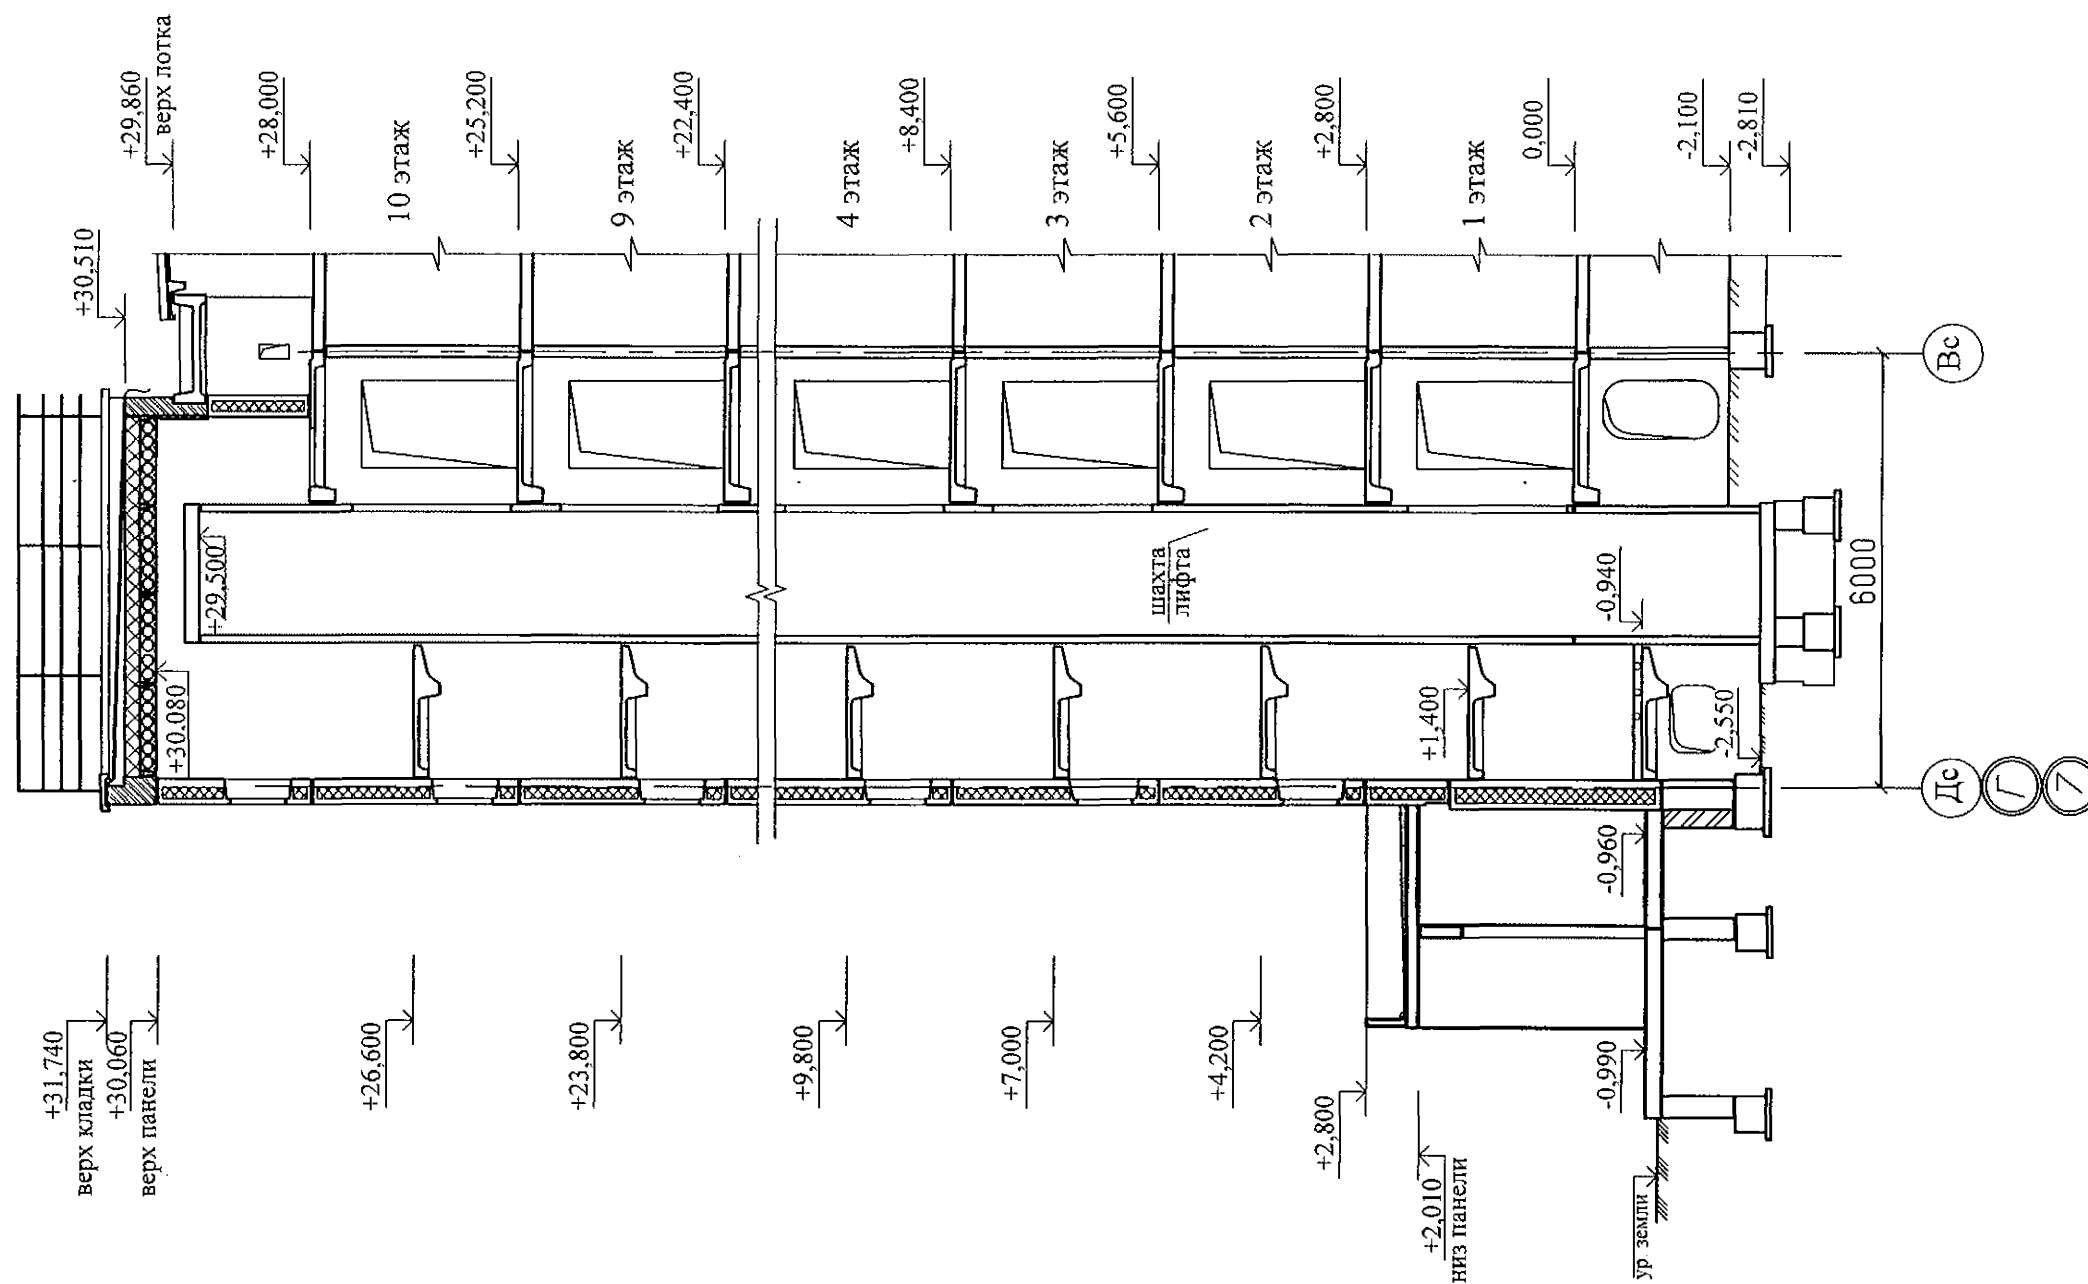 +31,740
верх кладки
+30,060
верх панели
+26,600
+23,800
+9,800
+7,000
+4,200
+2,800
+2,010
низ панели
ур. земли
-0,960
-0,990
+30.080
+29,500
шахта
лифта
+1,400
-0,940
-2,550
+30,510
+29,860
верх лотка
+28,000
10 этаж
+25,200
9 этаж
+22,400
4 этаж
+8,400
3 этаж
+5,600
2 этаж
+2,800
1 этаж
0,000
-2,100
-2,810
6000
Вс
Дс
Г
7